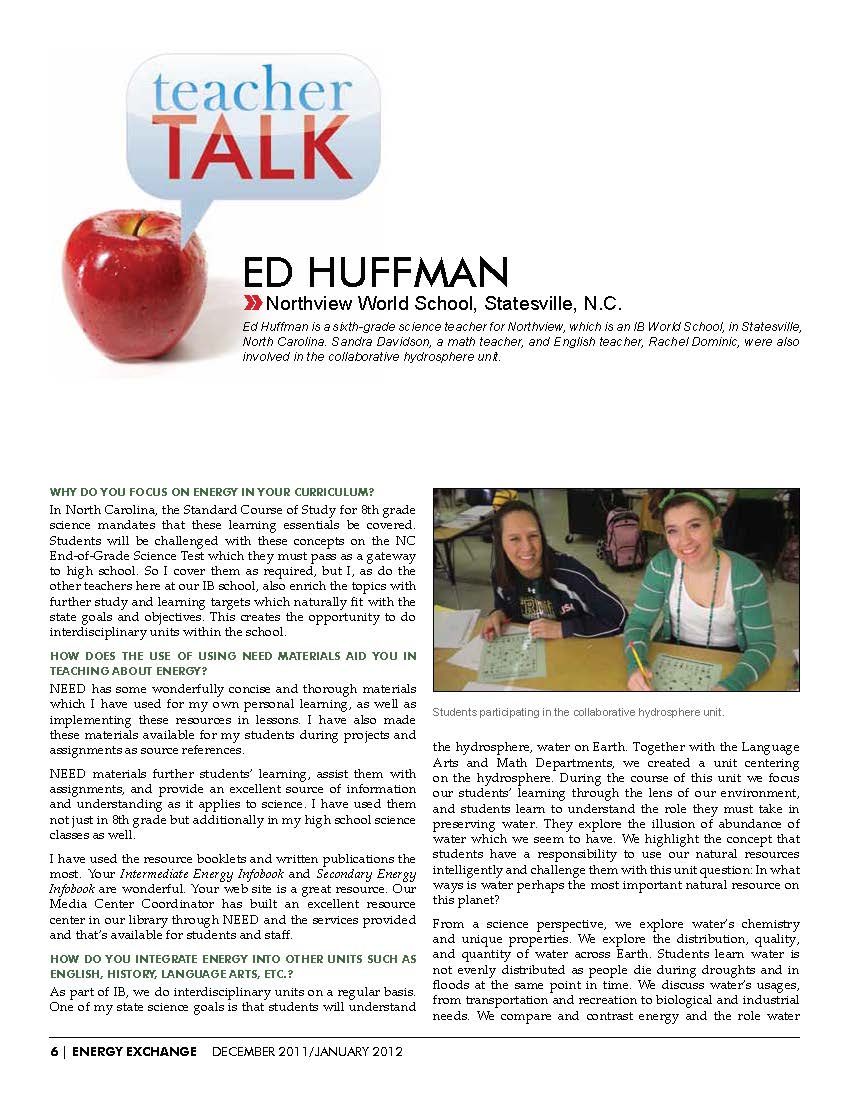 teacher
TALK
ED HUFFMAN
Northview World School, Statesville, N.C.
Ed Huffman is a sixth-grade science teacher for Northview, which is an IB World School, in Statesville,
North Carolina. Sandra Davidson, a math teacher, and English teacher, Rachel Dominic, were also
involved in the collaborative hydrosphere unit.
WHY DO YOU FOCUS ON ENERGY IN YOUR CURRICULUM?
In North Carolina, the Standard Course of Study for 8th grade
science mandates that these learning essentials be covered.
Students will be challenged with these concepts on the NC
End-of-Grade Science Test which they must pass as a gateway
to high school. So I cover them as required, but I, as do the
other teachers here at our IB school, also enrich the topics with
further study and learning targets which naturally fit with the
state goals and objectives. This creates the opportunity to do
interdisciplinary units within the school.
HOW DOES THE USE OF USING NEED MATERIALS AID YOU IN
TEACHING ABOUT ENERGY?
NEED has some wonderfully concise and thorough materials
which I have used for my own personal learning, as well as
implementing these resources in lessons. I have also made
these materials available for my students during projects and
assignments as source references.
NEED materials further students' learning, assist them with
assignments, and provide an excellent source of information
and understanding as it applies to science. I have used them
not just in 8th grade but additionally in my high school science
classes as well.
I have used the resource booklets and written publications the
most. Your Intermediate Energy Infobook and Secondary Energy
Infobook are wonderful. Your web site is a great resource. Our
Media Center Coordinator has built an excellent resource
center in our library through NEED and the services provided
and that's available for students and staff.
HOW DO YOU INTEGRATE ENERGY INTO OTHER UNITS SUCH AS
ENGLISH, HISTORY, LANGUAGE ARTS, ETC.?
As part of IB, we do interdisciplinary units on a regular basis.
One of my state science goals is that students will understand
USA
Students participating in the collaborative hydrosphere unit.
the hydrosphere, water on Earth. Together with the Language
Arts and Math Departments, we created a unit centering
on the hydrosphere. During the course of this unit we focus
our students' learning through the lens of our environment,
and students learn to understand the role they must take in
preserving water. They explore the illusion of abundance of
water which we seem to have. We highlight the concept that
students have a responsibility to use our natural resources
intelligently and challenge them with this unit question: In what
ways is water perhaps the most important natural resource on
this planet?
From a science perspective, we explore water's chemistry
and unique properties. We explore the distribution, quality,
and quantity of water across Earth. Students learn water is
not evenly distributed as people die during droughts and in
floods at the same point in time. We discuss water's usages,
from transportation and recreation to biological and industrial
needs. We compare and contrast energy and the role water
6 | ENERGY EXCHANGE DECEMBER 2011/JANUARY 2012